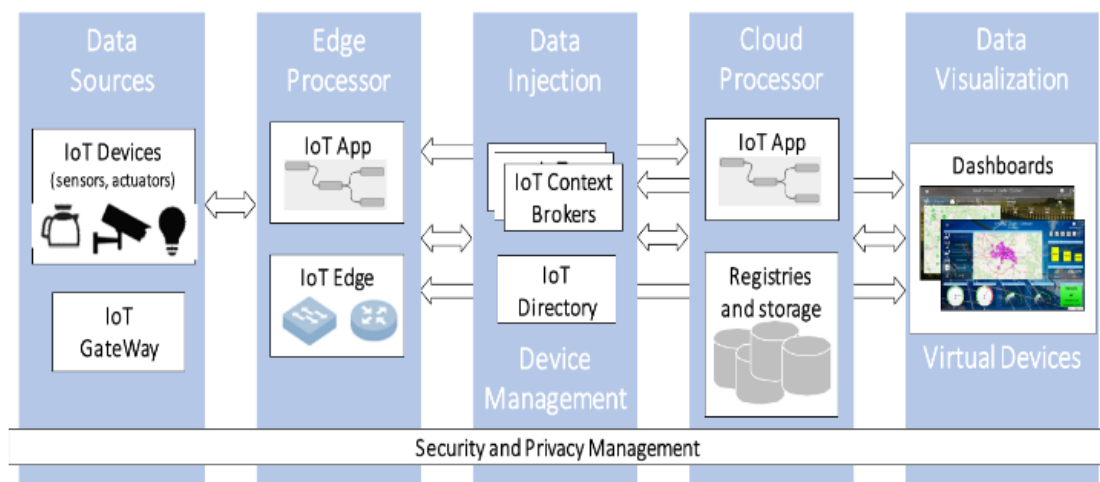 Data
Sources
IoT Devices
(sensors, actuators)
IoT
GateWay
Edge
Processor
IoT App
IoT Edge
Data
Injection
IoT Context
Brokers
IoT
Directory
Device
Management
Cloud
Processor
IoT App
Registries
and storage
Data
Visualization
Dashboards
Virtual Devices
Security and Privacy Management